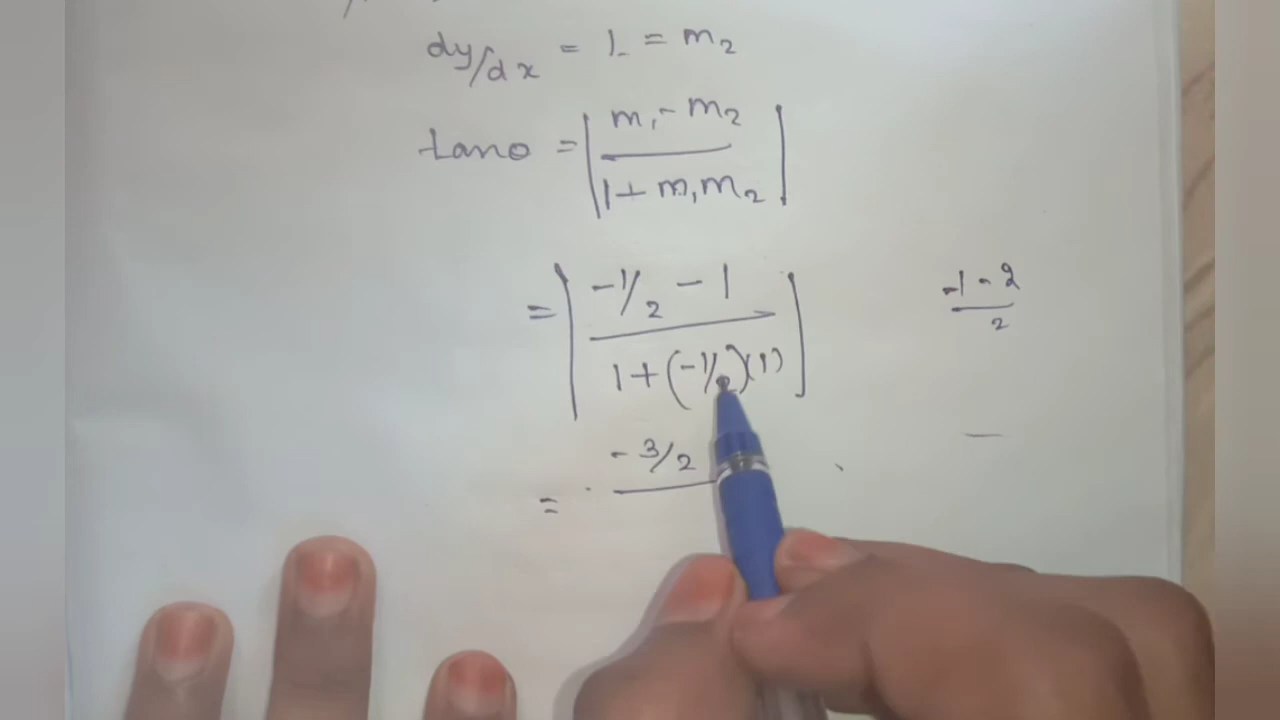 dy/dx = 1 = m₂
tanθ = | m₁ - m₂ / 1 + m₁m₂ |
= | -1/2 - 1 / 1 + (-1/2)(1) |
-1 - 2 / 2
= -3/2